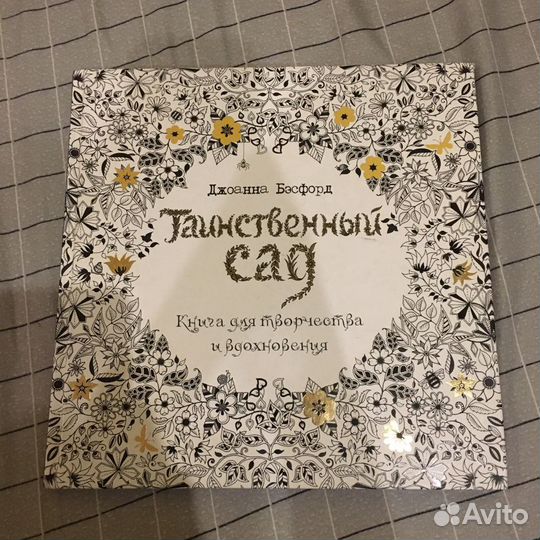 Джоанна Бэсфорд
Таинственный
сад
Книга для творчества
и вдохновения
Avito